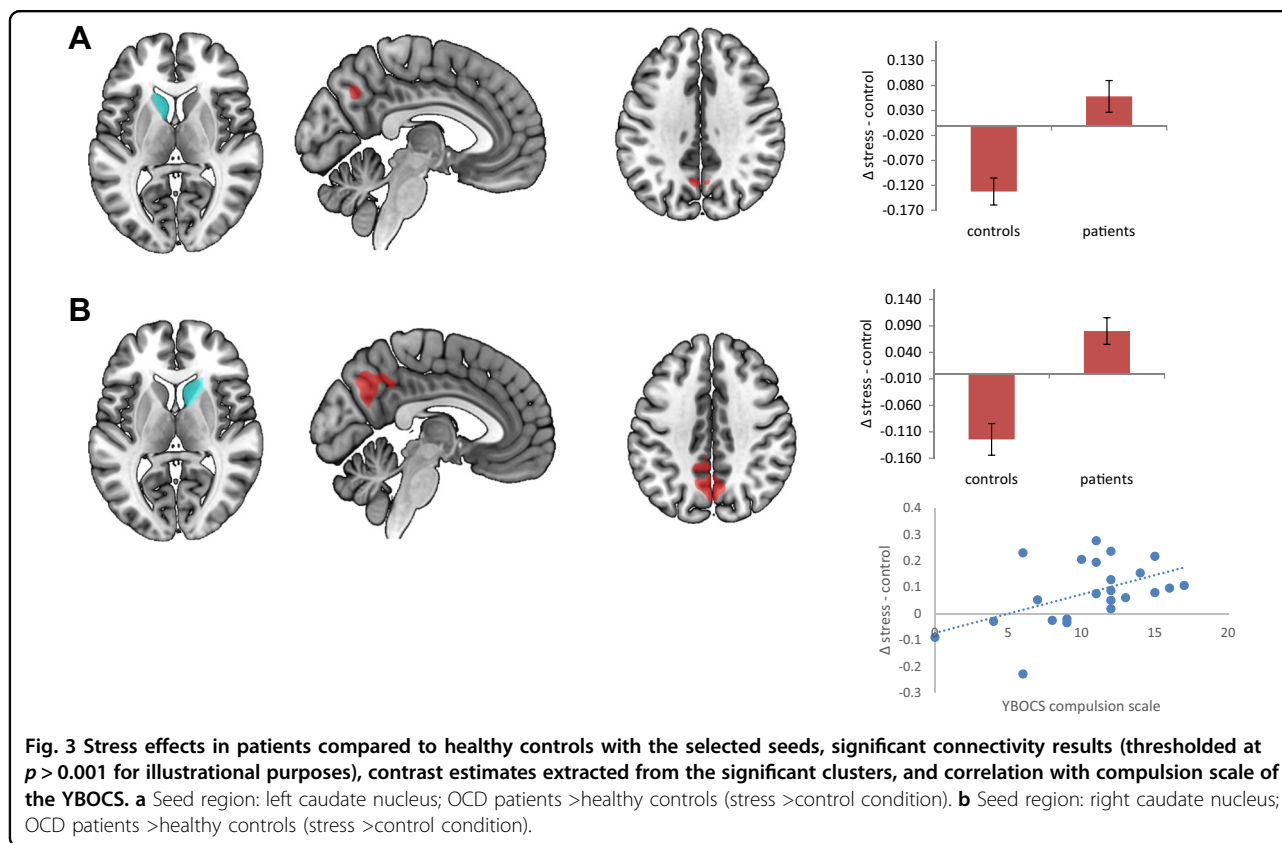 A
0.130
0.080
0.030
-0.020
-0.070
-0.120
-0.170
Δ stress - control
controls patients
B
0.140
0.090
0.040
-0.010
-0.060
-0.110
-0.160
Δ stress - control
controls patients
0.4
0.3
0.2
0.1
0
-0.1
-0.2
-0.3
Δ stress - control
0 5 10 15 20
YBOCS compulsion scale
Fig. 3 Stress effects in patients compared to healthy controls with the selected seeds, significant connectivity results (thresholded at
p > 0.001 for illustrational purposes), contrast estimates extracted from the significant clusters, and correlation with compulsion scale of
the YBOCS. a Seed region: left caudate nucleus; OCD patients >healthy controls (stress >control condition). b Seed region: right caudate nucleus;
OCD patients >healthy controls (stress >control condition).